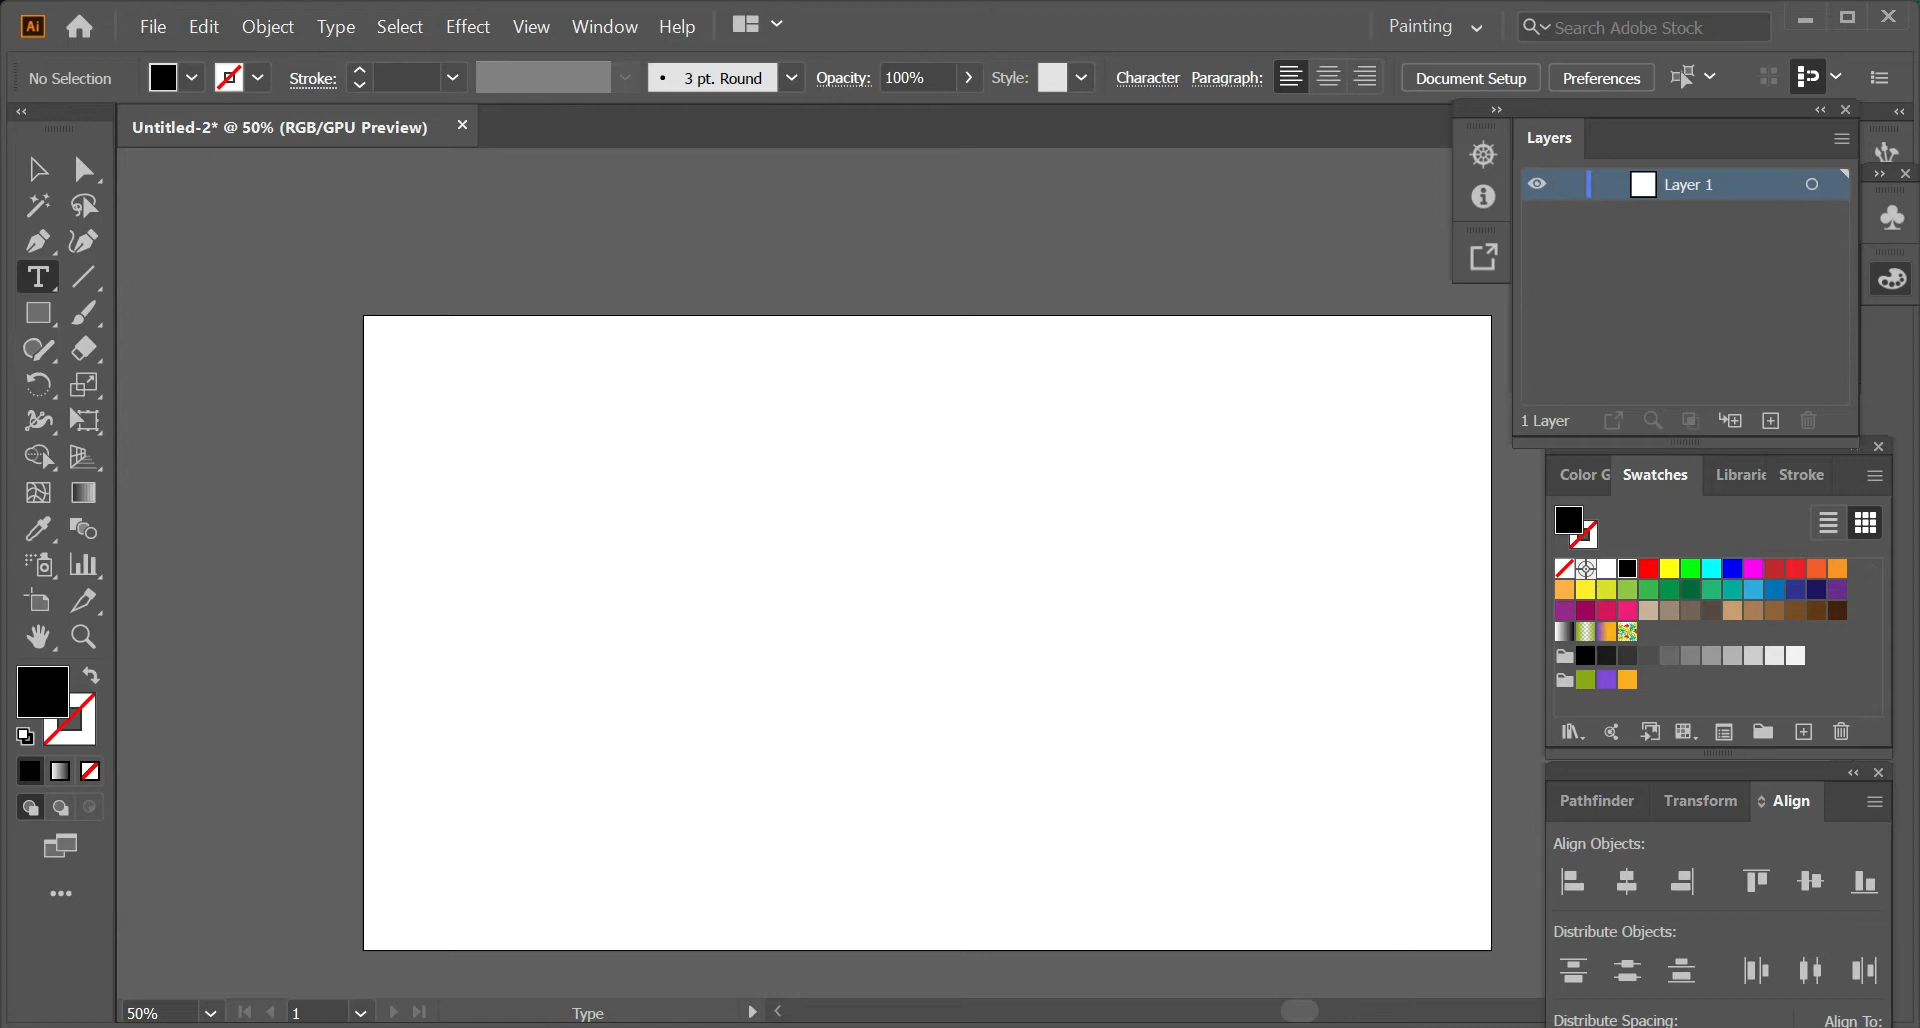 Ai File Edit Object Type Select Effect View Window Help Painting Search Adobe Stock
No Selection Stroke: 3 pt. Round Opacity: 100% Style: Character Paragraph: Document Setup Preferences
Untitled-2* @ 50% (RGB/GPU Preview)
Layers
Layer 1
1 Layer
Color G Swatches Librarie Stroke
Pathfinder Transform Align
Align Objects:
Distribute Objects:
Distribute Spacing: Align To:
50% 1 Type